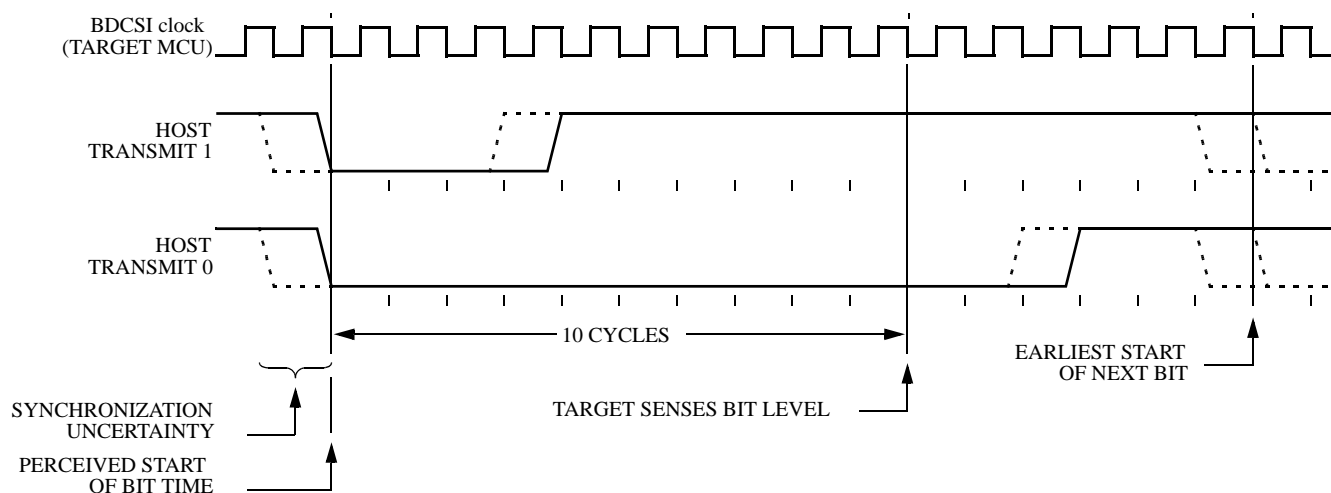 BDCSI clock
(TARGET MCU)
HOST
TRANSMIT 1
HOST
TRANSMIT 0
10 CYCLES
EARLIEST START
OF NEXT BIT
SYNCHRONIZATION
UNCERTAINTY
TARGET SENSES BIT LEVEL
PERCEIVED START
OF BIT TIME